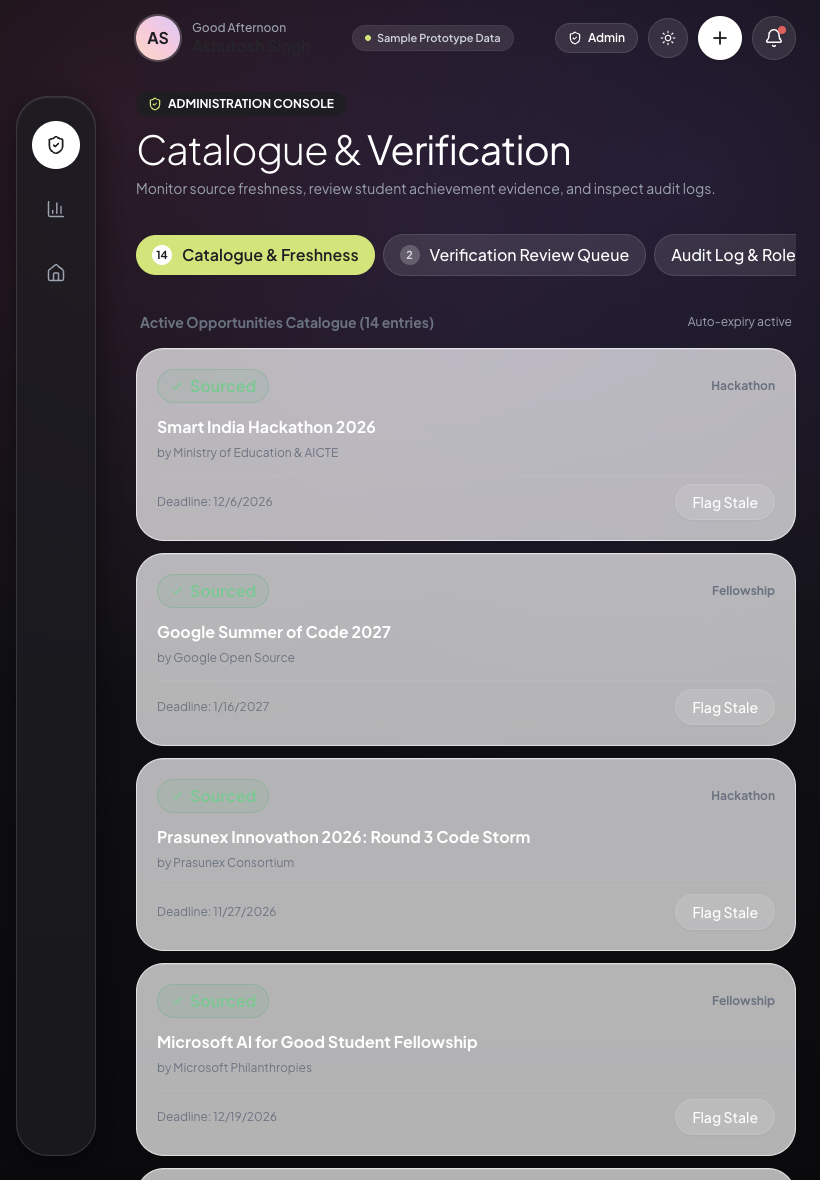 AS
Good Afternoon
Ashutosh Singh
Sample Prototype Data
Admin
ADMINISTRATION CONSOLE
Catalogue & Verification
Monitor source freshness, review student achievement evidence, and inspect audit logs.
14 Catalogue & Freshness
2 Verification Review Queue
Audit Log & Role
Active Opportunities Catalogue (14 entries)
Auto-expiry active
Sourced
Hackathon
Smart India Hackathon 2026
by Ministry of Education & AICTE
Deadline: 12/6/2026
Flag Stale
Sourced
Fellowship
Google Summer of Code 2027
by Google Open Source
Deadline: 1/16/2027
Flag Stale
Sourced
Hackathon
Prasunex Innovathon 2026: Round 3 Code Storm
by Prasunex Consortium
Deadline: 11/27/2026
Flag Stale
Sourced
Fellowship
Microsoft AI for Good Student Fellowship
by Microsoft Philanthropies
Deadline: 12/19/2026
Flag Stale